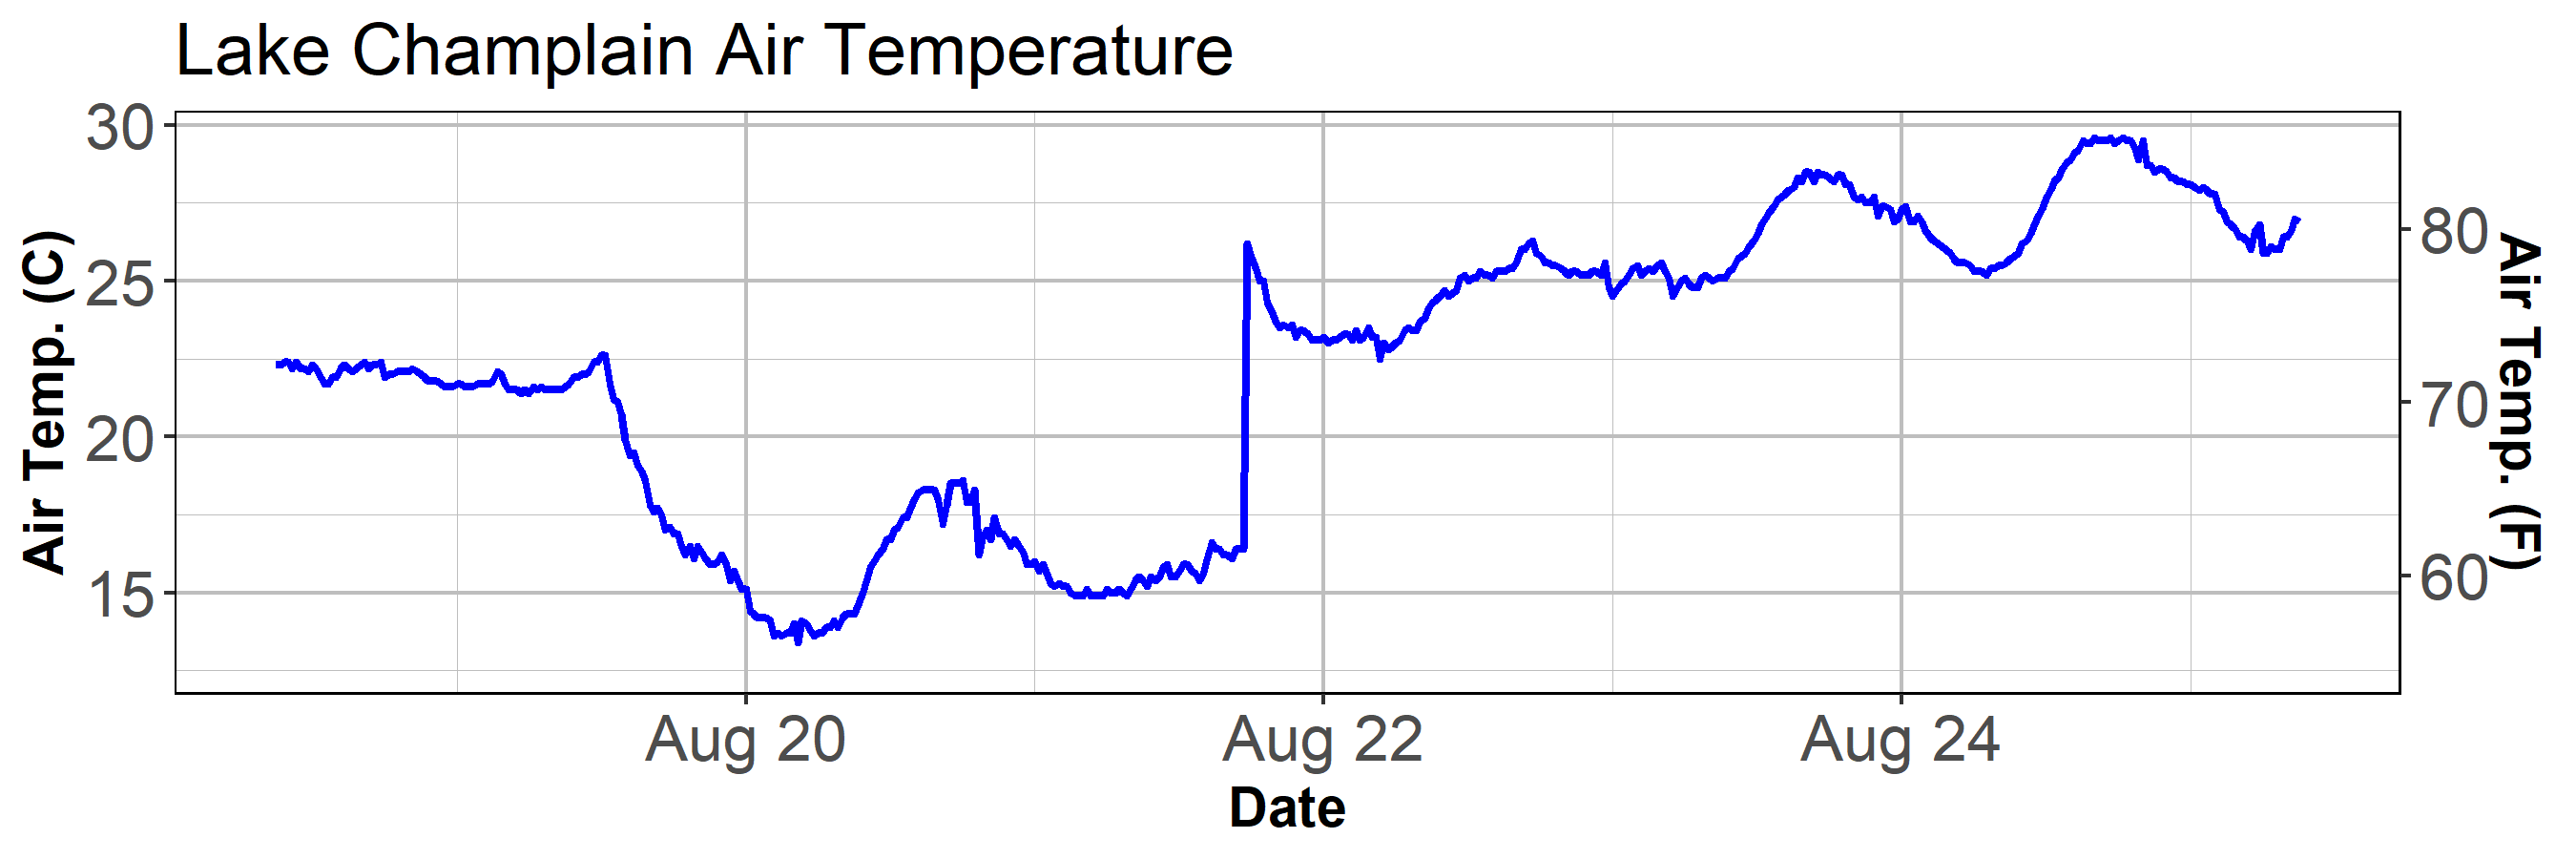 Lake Champlain Air Temperature
Air Temp. (C)
30
25
20
15
80
70
60
Air Temp. (F)
Aug 20
Aug 22
Aug 24
Date